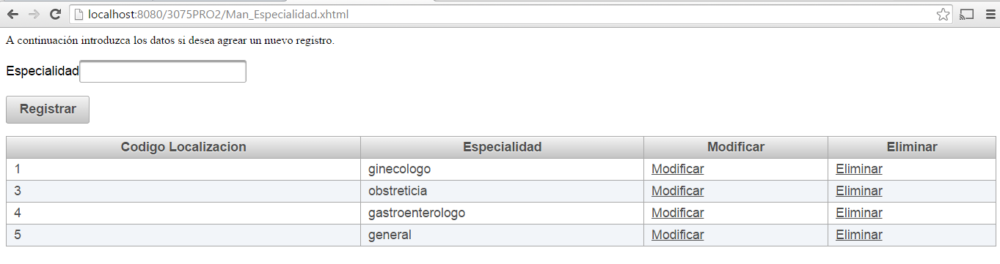 localhost:8080/3075PRO2/Man_Especialidad.xhtml
A continuación introduzca los datos si desea agrear un nuevo registro.
Especialidad
Registrar
Codigo Localizacion Especialidad Modificar Eliminar
1 ginecologo Modificar Eliminar
3 obstreticia Modificar Eliminar
4 gastroenterologo Modificar Eliminar
5 general Modificar Eliminar